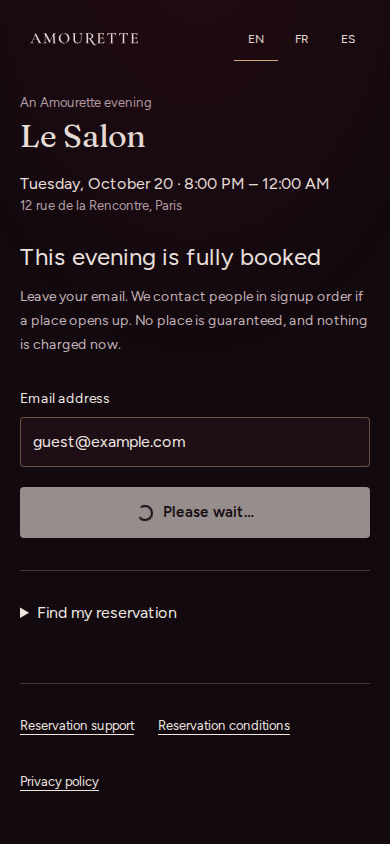 AMOURETTE
EN FR ES
An Amourette evening
Le Salon
Tuesday, October 20 · 8:00 PM – 12:00 AM
12 rue de la Rencontre, Paris
This evening is fully booked
Leave your email. We contact people in signup order if
a place opens up. No place is guaranteed, and nothing
is charged now.
Email address
guest@example.com
Please wait…
Find my reservation
Reservation support Reservation conditions
Privacy policy